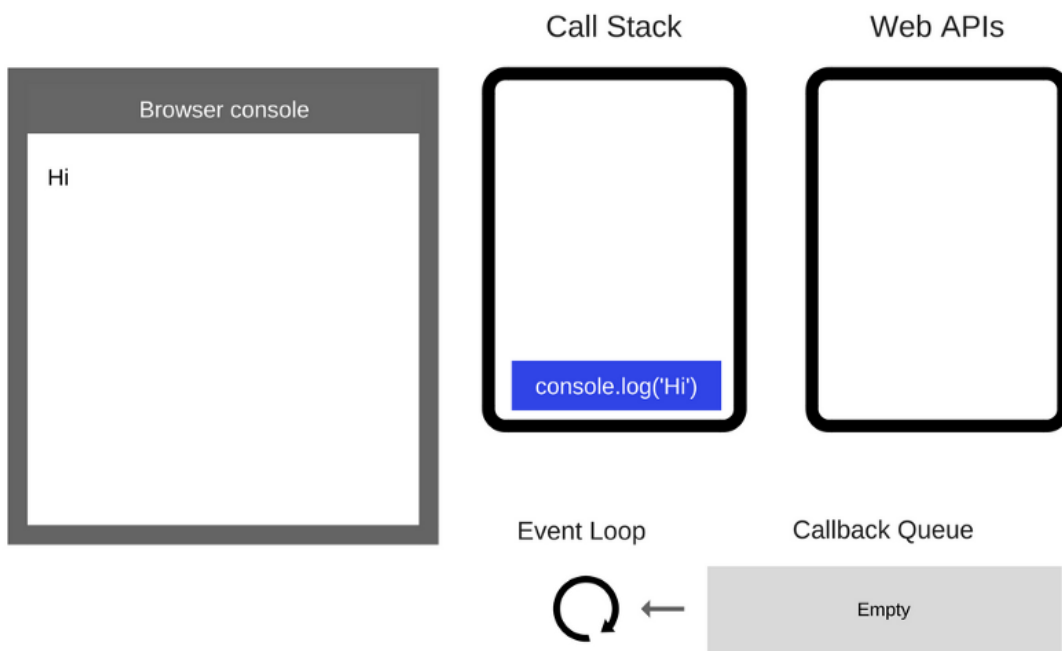 Call Stack
Web APIs
Browser console
Hi
console.log('Hi')
Event Loop
Callback Queue
Empty